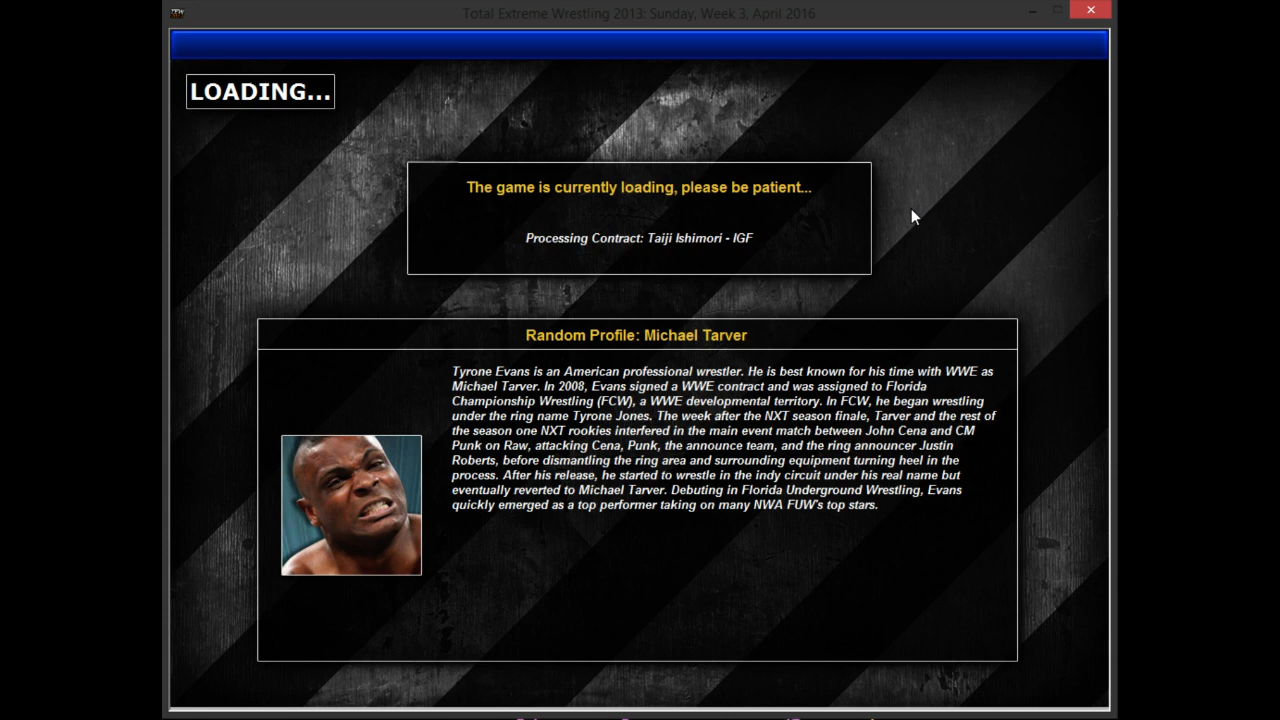 TEW
Total Extreme Wrestling 2013: Sunday, Week 3, April 2016
LOADING...
The game is currently loading, please be patient...
Processing Contract: Taiji Ishimori - IGF
Random Profile: Michael Tarver
Tyrone Evans is an American professional wrestler. He is best known for his time with WWE as
Michael Tarver. In 2008, Evans signed a WWE contract and was assigned to Florida
Championship Wrestling (FCW), a WWE developmental territory. In FCW, he began wrestling
under the ring name Tyrone Jones. The week after the NXT season finale, Tarver and the rest of
the season one NXT rookies interfered in the main event match between John Cena and CM
Punk on Raw, attacking Cena, Punk, the announce team, and the ring announcer Justin
Roberts, before dismantling the ring area and surrounding equipment turning heel in the
process. After his release, he started to wrestle in the indy circuit under his real name but
eventually reverted to Michael Tarver. Debuting in Florida Underground Wrestling, Evans
quickly emerged as a top performer taking on many NWA FUW's top stars.